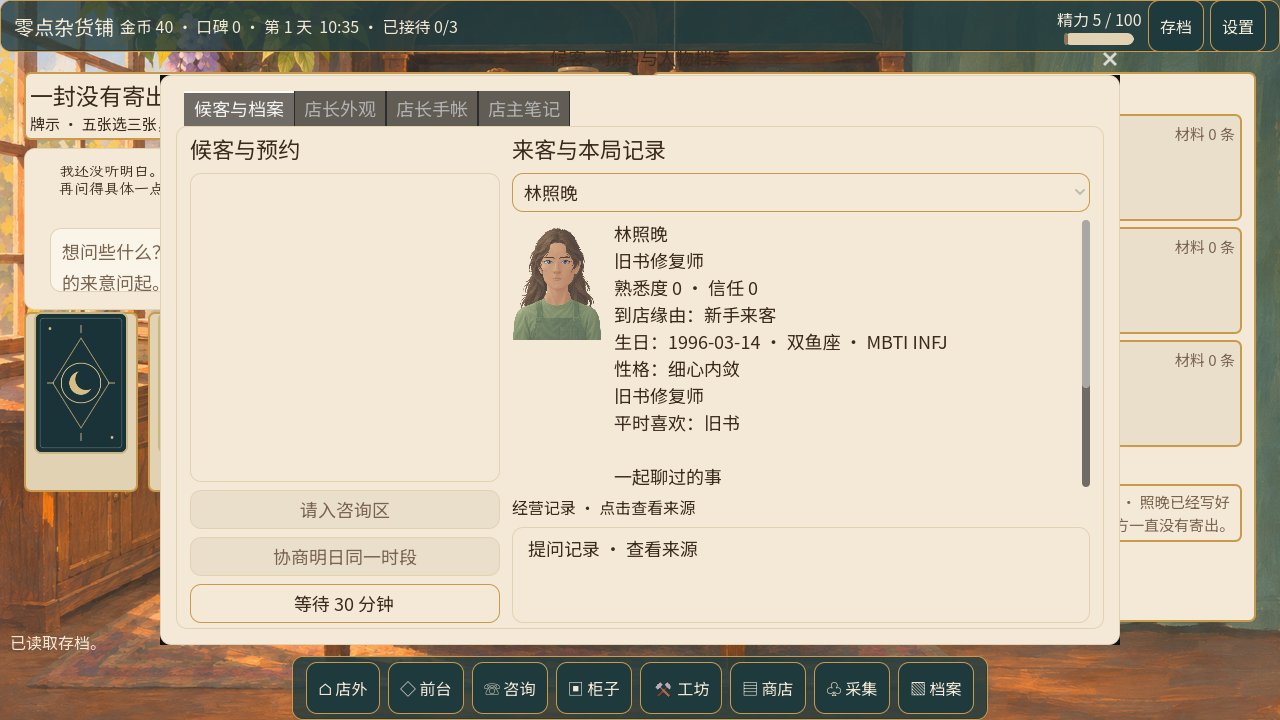 零点杂货铺 金币 40 · 口碑 0 · 第 1 天 10:35 · 已接待 0/3
精力 5 / 100
存档
设置
候客、预约与人物档案
一封没有寄出
牌示 · 五张选三张
我还没听明白。
再问得具体一点
想问些什么？
的来意问起。
候客与档案
店长外观
店长手帐
店主笔记
候客与预约
请入咨询区
协商明日同一时段
等待 30 分钟
来客与本局记录
林照晚
林照晚
旧书修复师
熟悉度 0 · 信任 0
到店缘由：新手来客
生日：1996-03-14 · 双鱼座 · MBTI INFJ
性格：细心内敛
旧书修复师
平时喜欢：旧书
一起聊过的事
经营记录 · 点击查看来源
提问记录 · 查看来源
材料 0 条
材料 0 条
材料 0 条
· 照晚已经写好
方一直没有寄出。
已读取存档。
店外
前台
咨询
柜子
工坊
商店
采集
档案